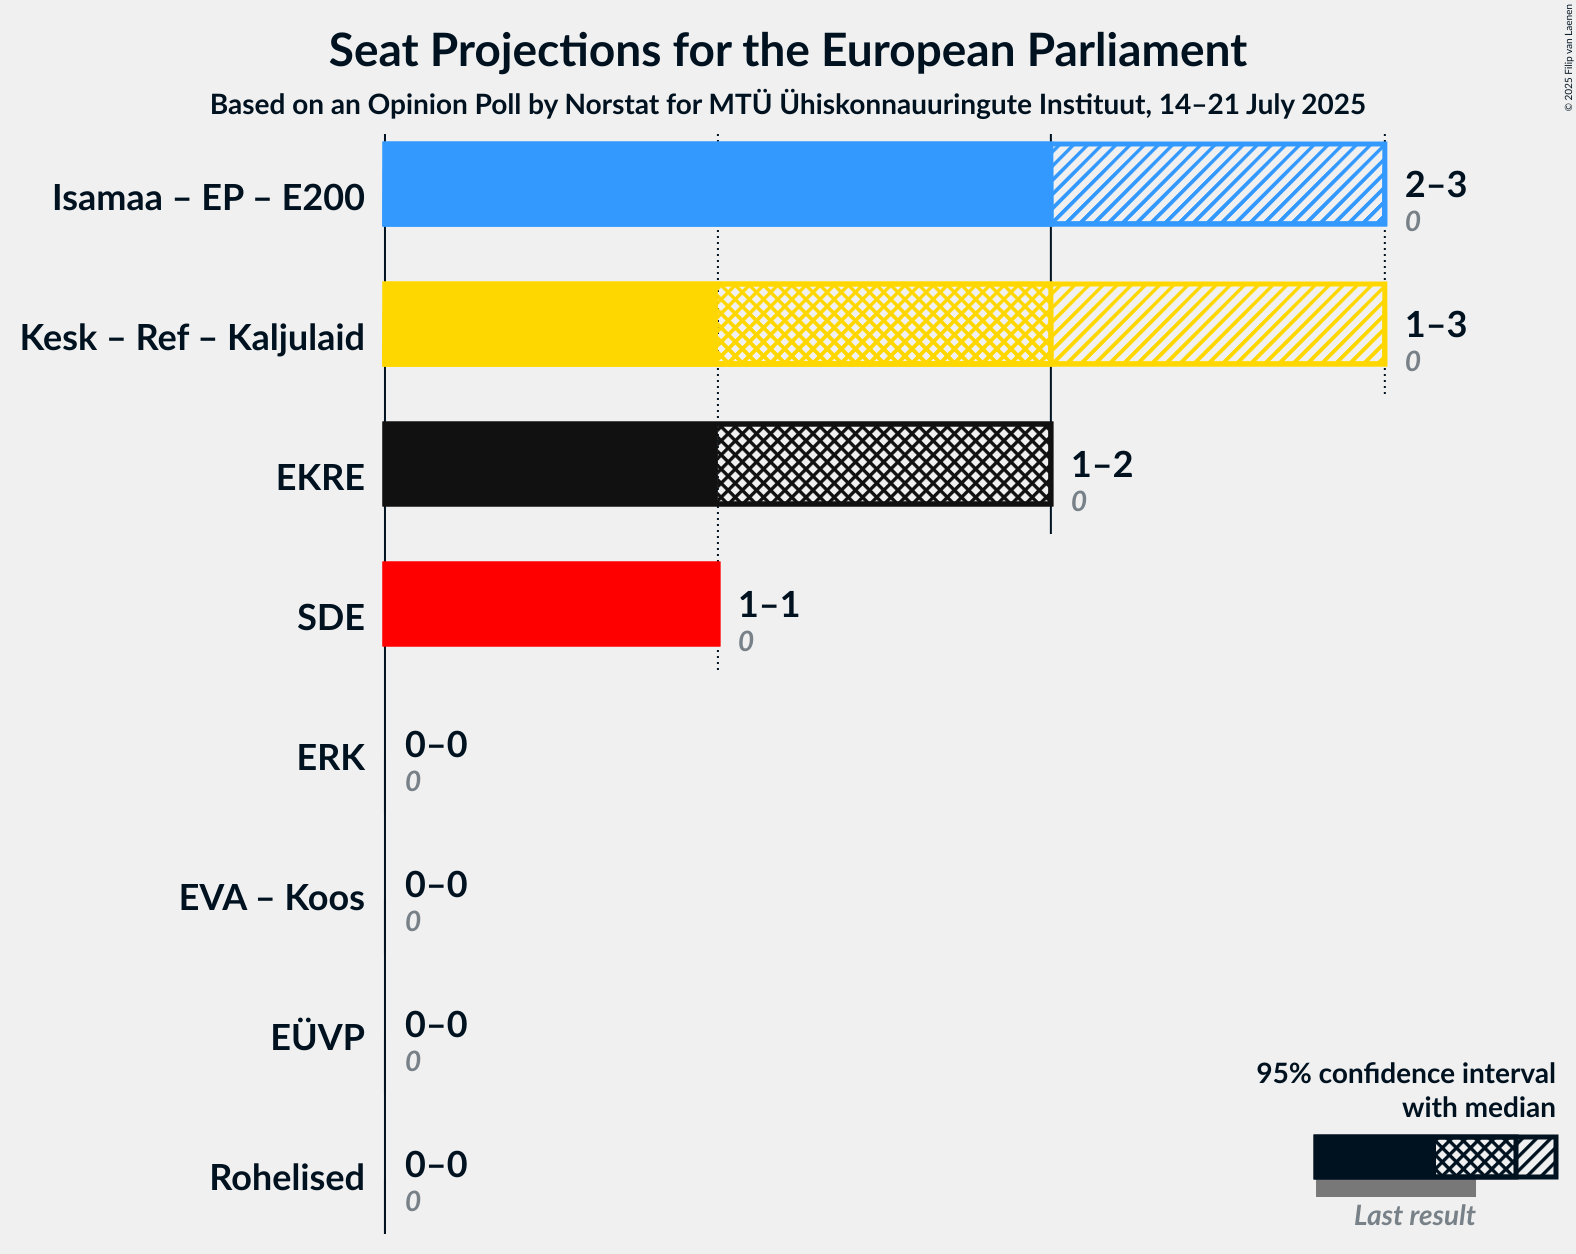 Seat Projections for the European Parliament
Based on an Opinion Poll by Norstat for MTÜ Ühiskonnauuringute Instituut, 14–21 July 2025
© 2025 Filip van Laenen
Isamaa – EP – E200
2–3
0
Kesk – Ref – Kaljulaid
1–3
0
EKRE
1–2
0
SDE
1–1
0
ERK
0–0
0
EVA – Koos
0–0
0
EÜVP
0–0
0
Rohelised
0–0
0
95% confidence interval
with median
Last result